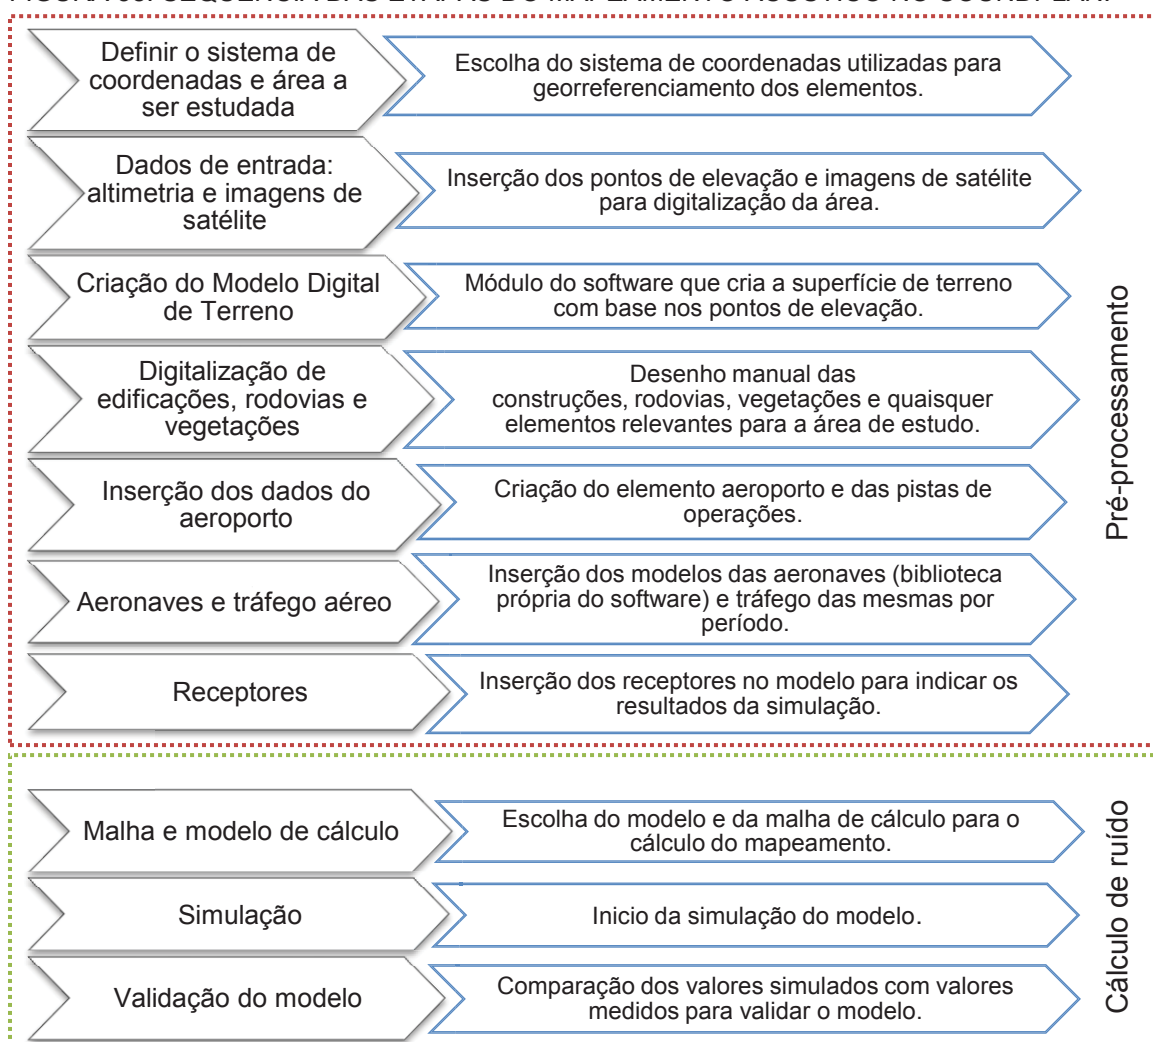 Definir o sistema de
coordenadas e área a
ser estudada
Escolha do sistema de coordenadas utilizadas para
georreferenciamento dos elementos.
Dados de entrada:
altimetria e imagens de
satélite
Inserção dos pontos de elevação e imagens de satélite
para digitalização da área.
Criação do Modelo Digital
de Terreno
Módulo do software que cria a superfície de terreno
com base nos pontos de elevação.
Digitalização de
edificações, rodovias e
vegetações
Desenho manual das
construções, rodovias, vegetações e quaisquer
elementos relevantes para a área de estudo.
Inserção dos dados do
aeroporto
Criação do elemento aeroporto e das pistas de
operações.
Aeronaves e tráfego aéreo
Inserção dos modelos das aeronaves (biblioteca
própria do software) e tráfego das mesmas por
período.
Receptores
Inserção dos receptores no modelo para indicar os
resultados da simulação.
Pré-processamento
Malha e modelo de cálculo
Escolha do modelo e da malha de cálculo para o
cálculo do mapeamento.
Simulação
Inicio da simulação do modelo.
Validação do modelo
Comparação dos valores simulados com valores
medidos para validar o modelo.
Cálculo de ruído